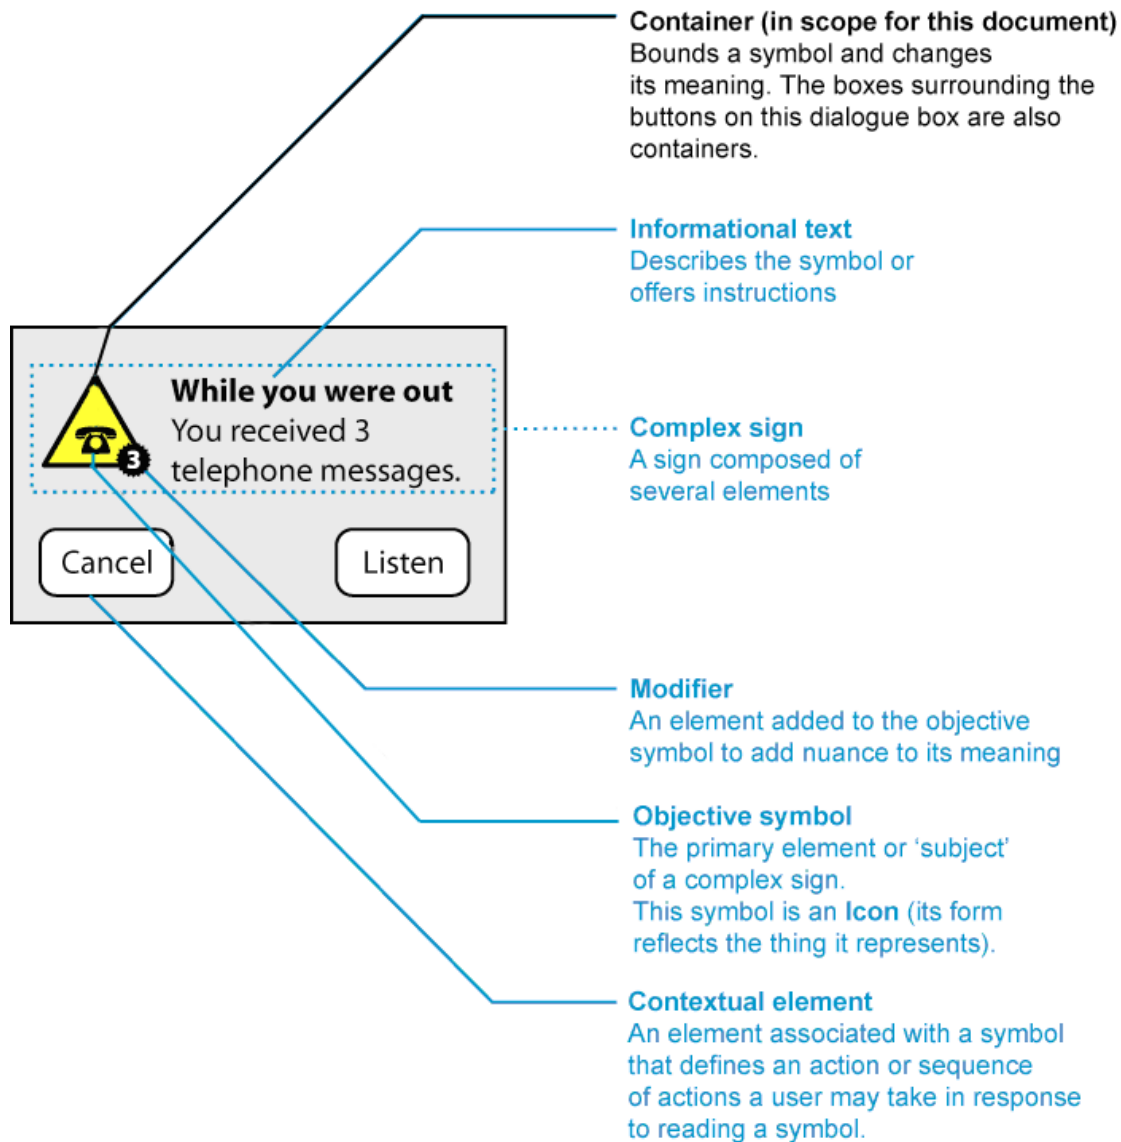 Container (in scope for this document)
Bounds a symbol and changes
its meaning. The boxes surrounding the
buttons on this dialogue box are also
containers.
Informational text
Describes the symbol or
offers instructions
While you were out
You received 3
telephone messages.
3
Complex sign
A sign composed of
several elements
Cancel
Listen
Modifier
An element added to the objective
symbol to add nuance to its meaning
Objective symbol
The primary element or ‘subject’
of a complex sign.
This symbol is an Icon (its form
reflects the thing it represents).
Contextual element
An element associated with a symbol
that defines an action or sequence
of actions a user may take in response
to reading a symbol.